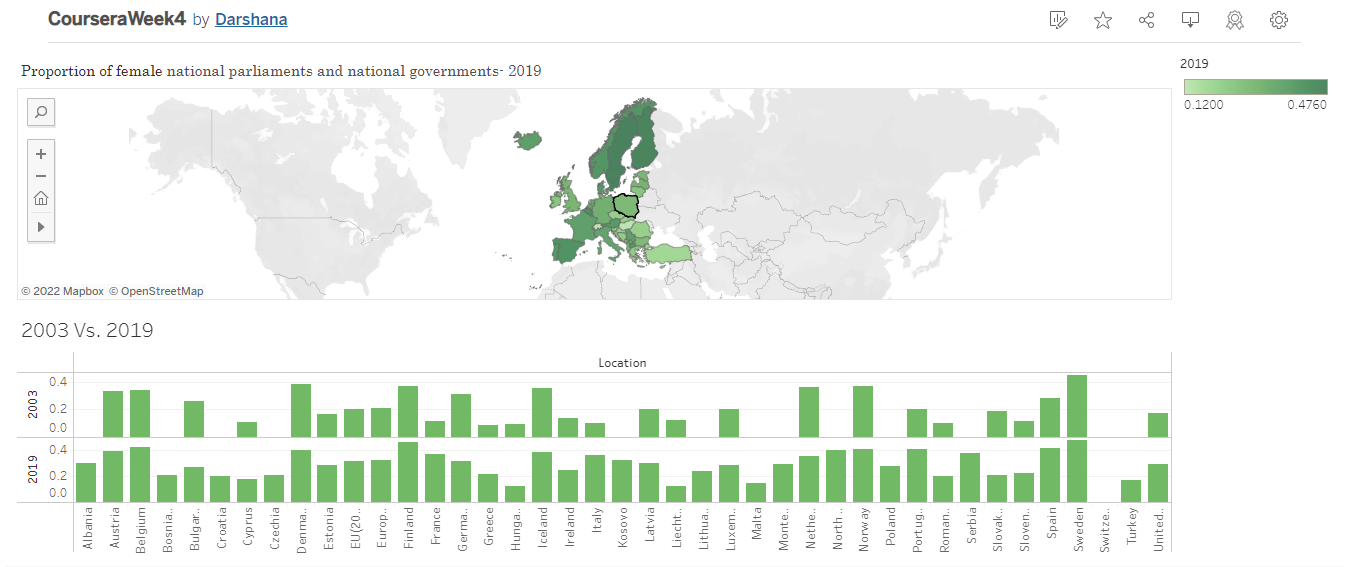 CourseraWeek4 by Darshana
Proportion of female national parliaments and national governments- 2019
2019
0.1200 0.4760
© 2022 Mapbox © OpenStreetMap
2003 Vs. 2019
Location
2003
0.4
0.2
0.0
2019
0.4
0.2
0.0
Albania
Austria
Belgium
Bosnia..
Bulgar..
Croatia
Cyprus
Czechia
Denma..
Estonia
EU(20..
Europ..
Finland
France
Germa..
Greece
Hunga..
Iceland
Ireland
Italy
Kosovo
Latvia
Liecht..
Lithua..
Luxem..
Malta
Monte..
Nethe..
North ..
Norway
Poland
Portug..
Roman..
Serbia
Slovak..
Sloven..
Spain
Sweden
Switze..
Turkey
United..